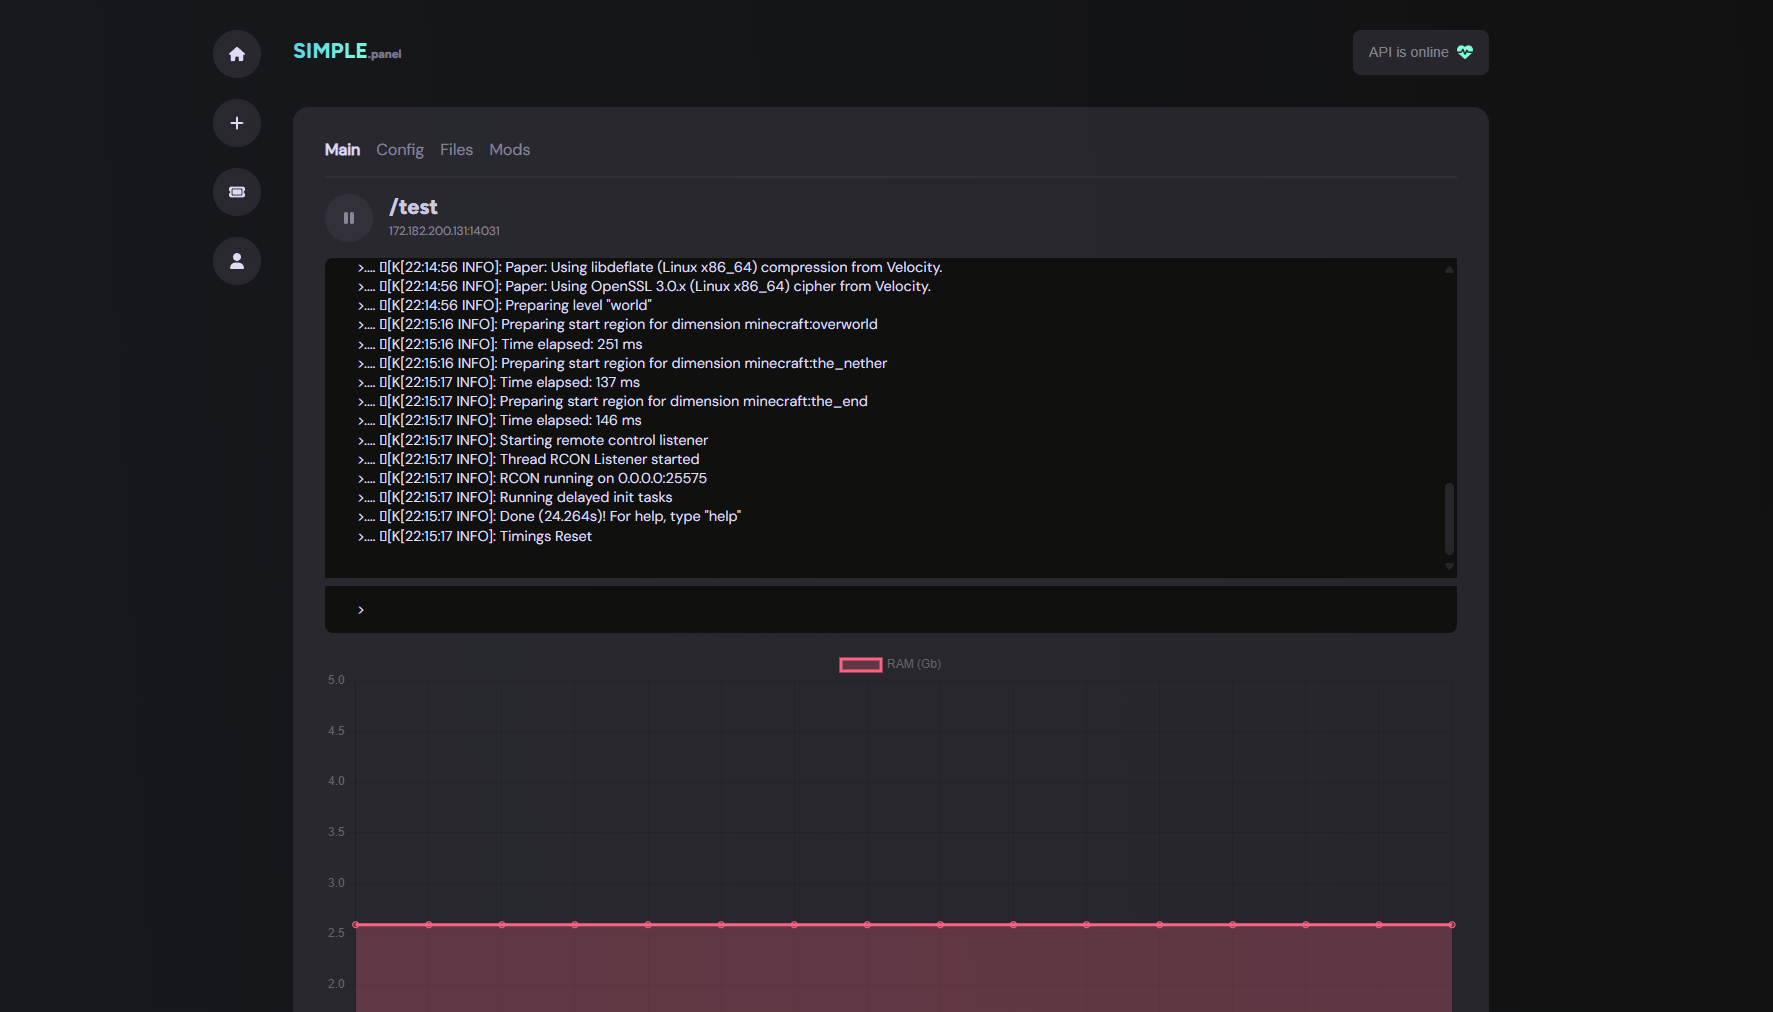 SIMPLE.panel
API is online
Main Config Files Mods
/test
172.182.200.131:14031
>.... ▯[K[22:14:56 INFO]: Paper: Using libdeflate (Linux x86_64) compression from Velocity.
>.... ▯[K[22:14:56 INFO]: Paper: Using OpenSSL 3.0.x (Linux x86_64) cipher from Velocity.
>.... ▯[K[22:14:56 INFO]: Preparing level "world"
>.... ▯[K[22:15:16 INFO]: Preparing start region for dimension minecraft:overworld
>.... ▯[K[22:15:16 INFO]: Time elapsed: 251 ms
>.... ▯[K[22:15:16 INFO]: Preparing start region for dimension minecraft:the_nether
>.... ▯[K[22:15:17 INFO]: Time elapsed: 137 ms
>.... ▯[K[22:15:17 INFO]: Preparing start region for dimension minecraft:the_end
>.... ▯[K[22:15:17 INFO]: Time elapsed: 146 ms
>.... ▯[K[22:15:17 INFO]: Starting remote control listener
>.... ▯[K[22:15:17 INFO]: Thread RCON Listener started
>.... ▯[K[22:15:17 INFO]: RCON running on 0.0.0.0:25575
>.... ▯[K[22:15:17 INFO]: Running delayed init tasks
>.... ▯[K[22:15:17 INFO]: Done (24.264s)! For help, type "help"
>.... ▯[K[22:15:17 INFO]: Timings Reset
>
RAM (Gb)
5.0
4.5
4.0
3.5
3.0
2.5
2.0